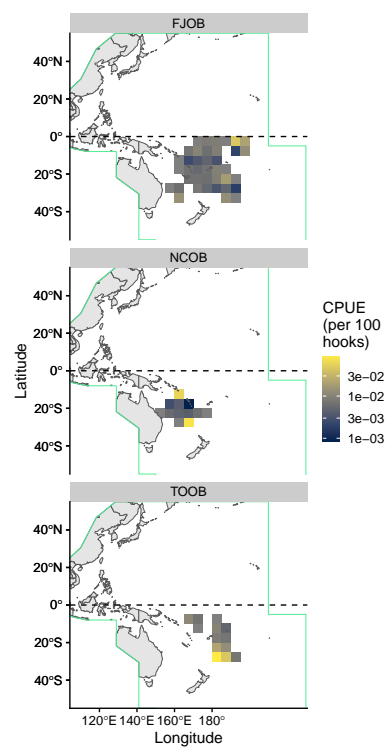 FJOB
40°N
20°N
0°
20°S
40°S
NCOB
40°N
20°N
0°
20°S
40°S
TOOB
40°N
20°N
0°
20°S
40°S
120°E 140°E 160°E 180°
Longitude
Latitude
CPUE
(per 100
hooks)
3e−02
1e−02
3e−03
1e−03